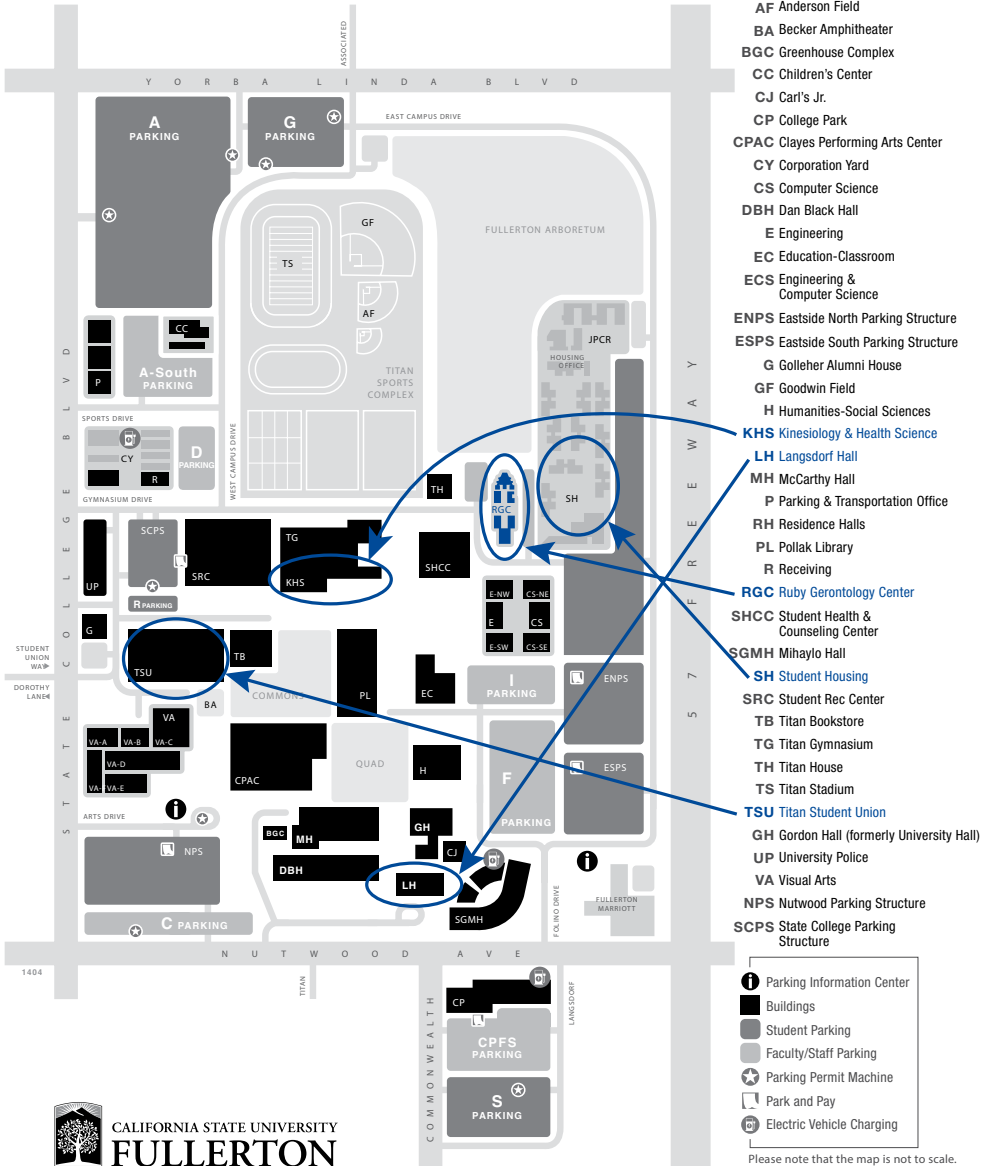 YORBA LINDA BLVD
ASSOCIATED
EAST CAMPUS DRIVE
A
PARKING
G
PARKING
GF
TS
AF
FULLERTON ARBORETUM
JPCR
HOUSING
OFFICE
TITAN
SPORTS
COMPLEX
CC
P
A-South
PARKING
SPORTS DRIVE
CY
R
D
PARKING
GYMNASIUM DRIVE
WEST CAMPUS DRIVE
STATE COLLEGE BLVD
57 FREEWAY
TH
RGC
SH
SCPS
UP
SRC
TG
KHS
SHCC
R PARKING
E-NW
CS-NE
E
CS
E-SW
CS-SE
G
STUDENT
UNION
WAY
DOROTHY
LANE
TSU
TB
COMMONS
PL
EC
I
PARKING
ENPS
BA
VA
VA-A
VA-B
VA-C
VA-D
VA-
VA-E
CPAC
QUAD
H
F
PARKING
ESPS
ARTS DRIVE
NPS
BGC
MH
GH
CJ
DBH
LH
SGMH
C PARKING
FOLINO DRIVE
FULLERTON
MARRIOTT
NUTWOOD AVE
1404
TITAN
COMMONWEALTH
LANGSDORF
CP
CPFS
PARKING
S
PARKING
CALIFORNIA STATE UNIVERSITY
FULLERTON
AF Anderson Field
BA Becker Amphitheater
BGC Greenhouse Complex
CC Children's Center
CJ Carl's Jr.
CP College Park
CPAC Clayes Performing Arts Center
CY Corporation Yard
CS Computer Science
DBH Dan Black Hall
E Engineering
EC Education-Classroom
ECS Engineering &
Computer Science
ENPS Eastside North Parking Structure
ESPS Eastside South Parking Structure
G Golleher Alumni House
GF Goodwin Field
H Humanities-Social Sciences
KHS Kinesiology & Health Science
LH Langsdorf Hall
MH McCarthy Hall
P Parking & Transportation Office
RH Residence Halls
PL Pollak Library
R Receiving
RGC Ruby Gerontology Center
SHCC Student Health &
Counseling Center
SGMH Mihaylo Hall
SH Student Housing
SRC Student Rec Center
TB Titan Bookstore
TG Titan Gymnasium
TH Titan House
TS Titan Stadium
TSU Titan Student Union
GH Gordon Hall (formerly University Hall)
UP University Police
VA Visual Arts
NPS Nutwood Parking Structure
SCPS State College Parking
Structure
Parking Information Center
Buildings
Student Parking
Faculty/Staff Parking
Parking Permit Machine
Park and Pay
Electric Vehicle Charging
Please note that the map is not to scale.